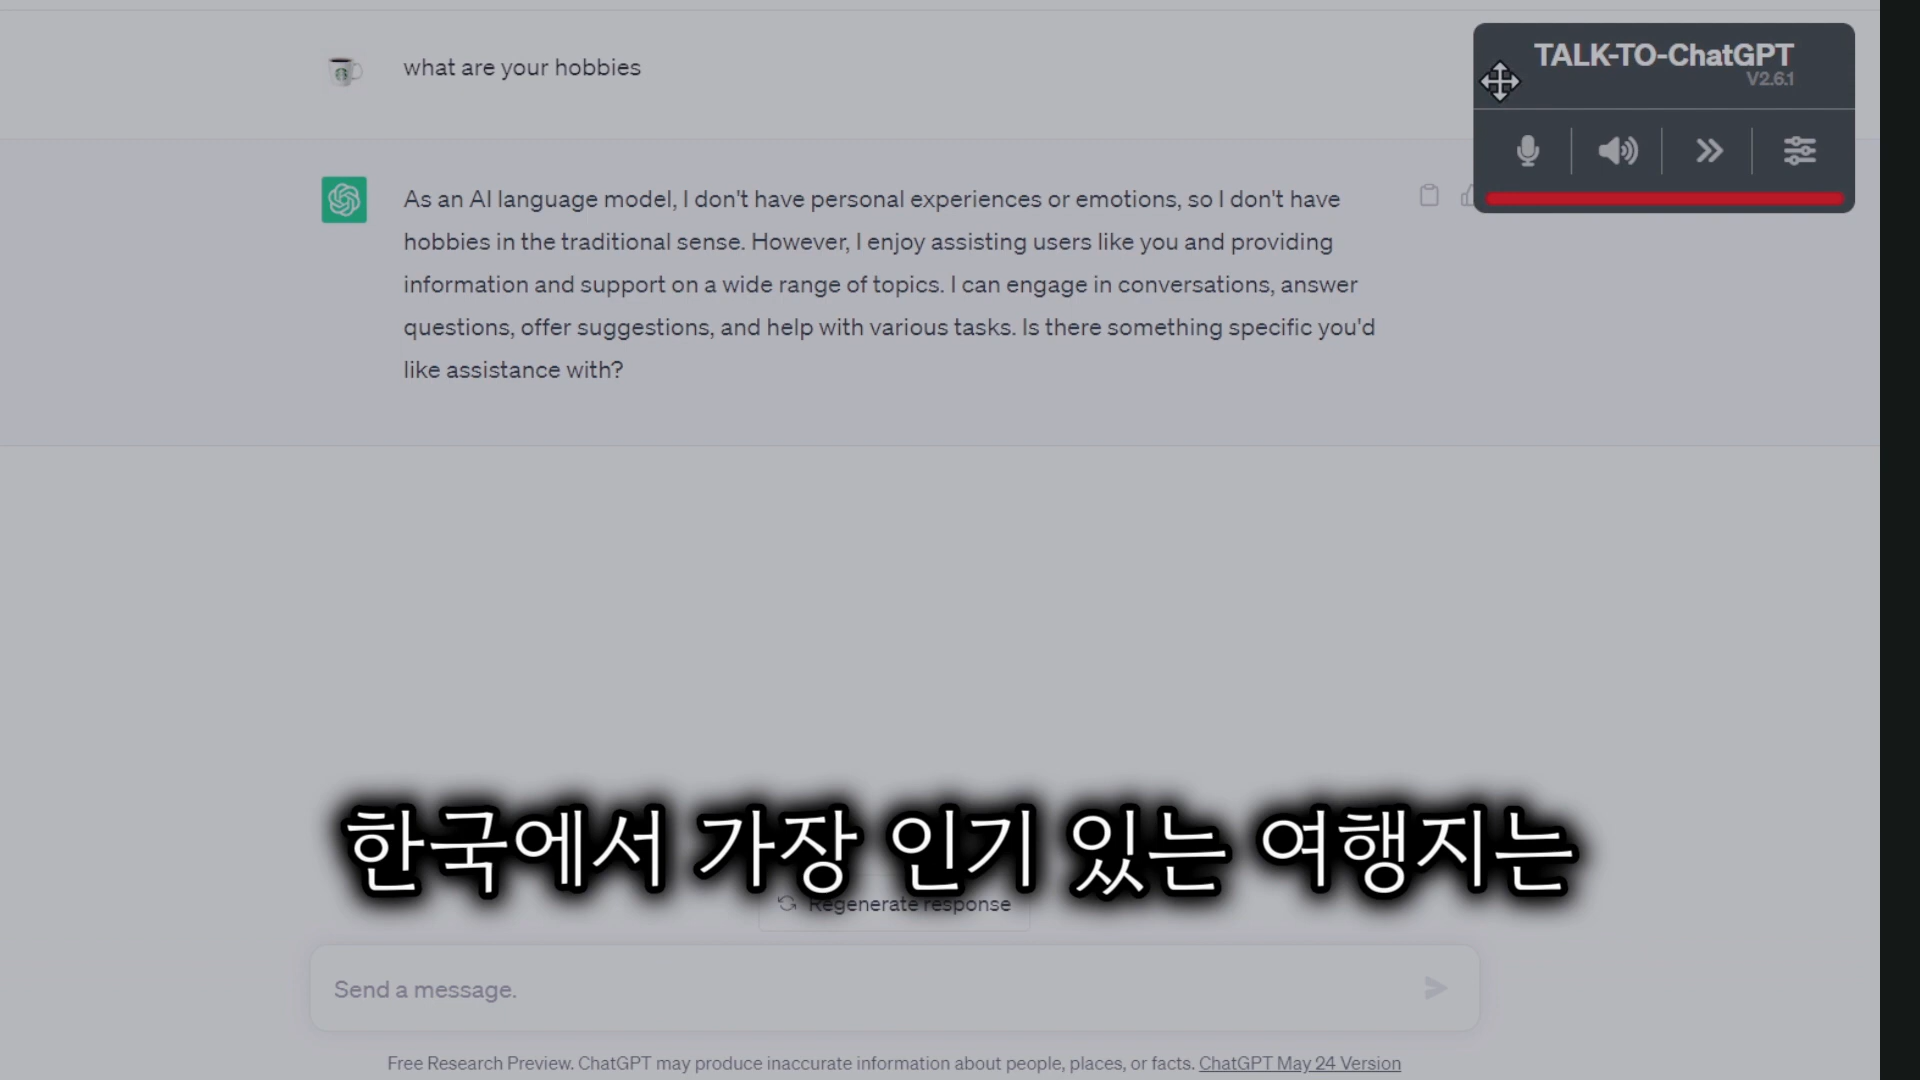 what are your hobbies
TALK-TO-ChatGPT
V2.6.1
As an AI language model, I don't have personal experiences or emotions, so I don't have
hobbies in the traditional sense. However, I enjoy assisting users like you and providing
information and support on a wide range of topics. I can engage in conversations, answer
questions, offer suggestions, and help with various tasks. Is there something specific you'd
like assistance with?
한국에서 가장 인기 있는 여행지는
Regenerate response
Send a message.
Free Research Preview. ChatGPT may produce inaccurate information about people, places, or facts. ChatGPT May 24 Version